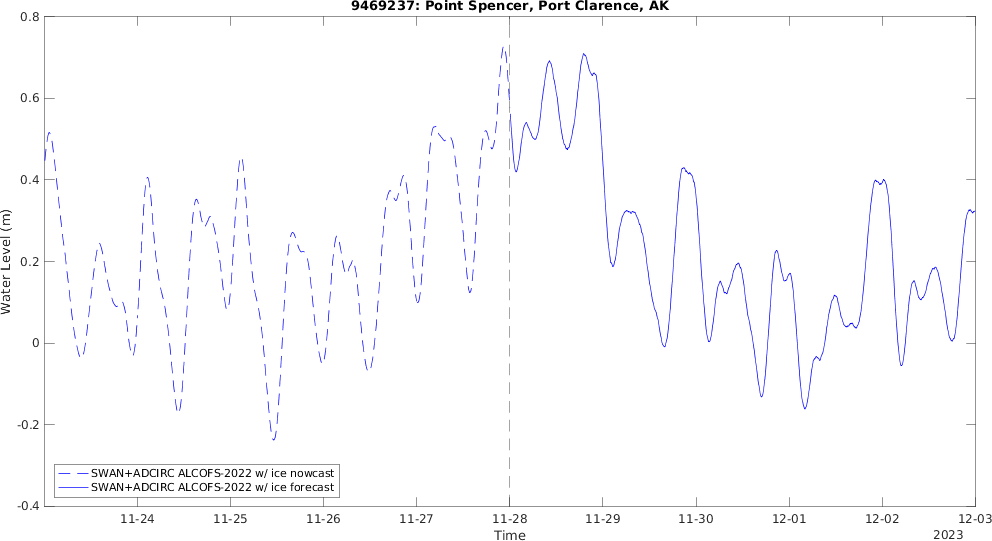 9469237: Point Spencer, Port Clarence, AK
Water Level (m)
0.8
0.6
0.4
0.2
0
-0.2
-0.4
SWAN+ADCIRC ALCOFS-2022 w/ ice nowcast
SWAN+ADCIRC ALCOFS-2022 w/ ice forecast
11-24 11-25 11-26 11-27 11-28 11-29 11-30 12-01 12-02 12-03
Time
2023